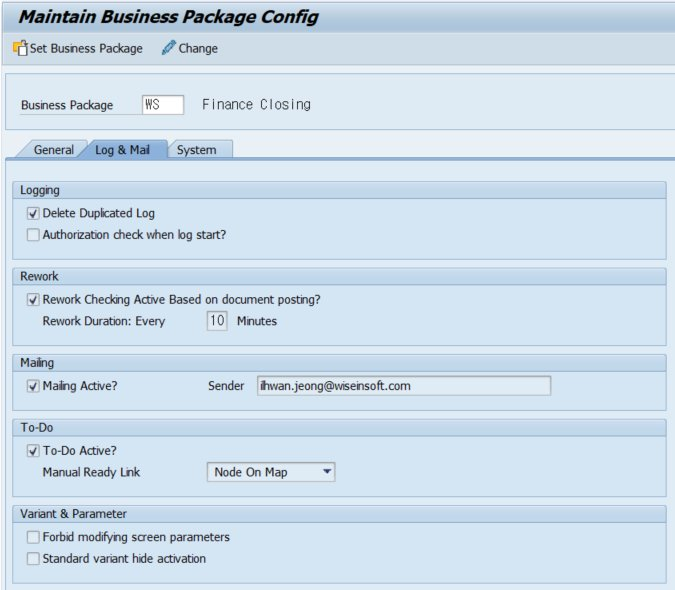 Maintain Business Package Config
Set Business Package Change
Business Package WS Finance Closing
General Log & Mail System
Logging
Delete Duplicated Log
Authorization check when log start?
Rework
Rework Checking Active Based on document posting?
Rework Duration: Every 10 Minutes
Mailing
Mailing Active? Sender ilhwan.jeong@wiseinsoft.com
To-Do
To-Do Active?
Manual Ready Link Node On Map
Variant & Parameter
Forbid modifying screen parameters
Standard variant hide activation